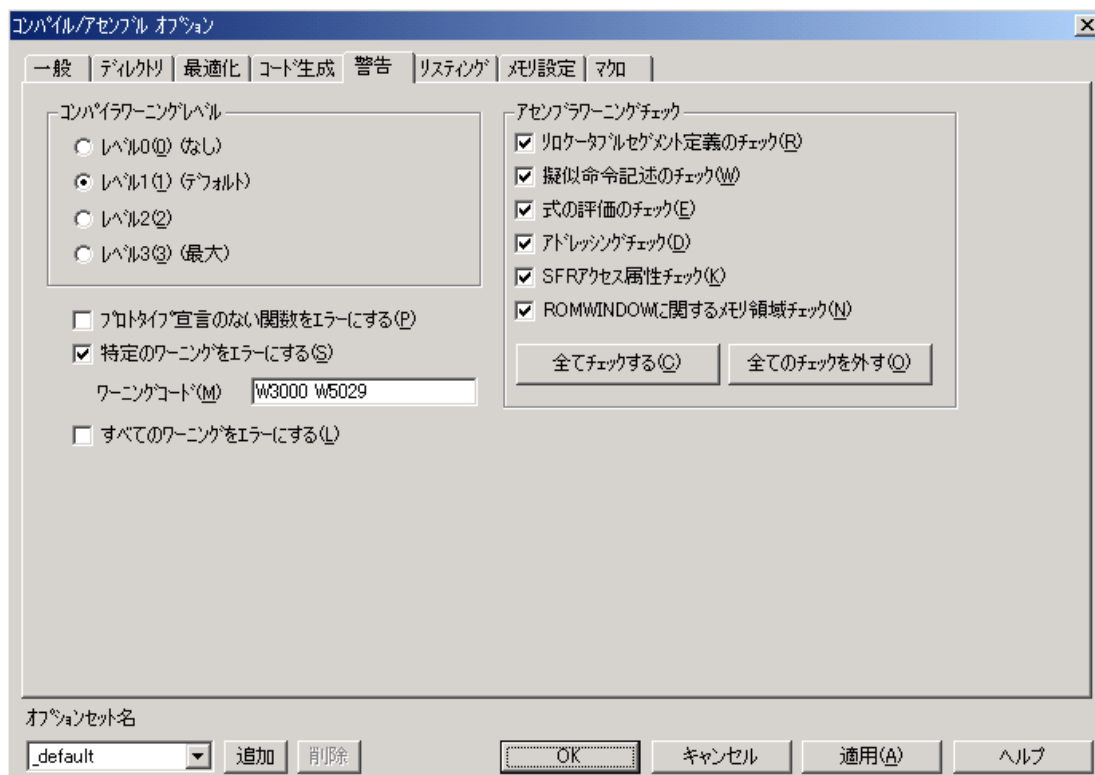 コンパイル/アセンブル オプション
一般 ディレクトリ 最適化 コード生成 警告 リスティング メモリ設定 マクロ
コンパイラワーニングレベル
レベル0(0) (なし)
レベル1(1) (デフォルト)
レベル2(2)
レベル3(3) (最大)
プロトタイプ宣言のない関数をエラーにする(P)
特定のワーニングをエラーにする(S)
ワーニングコード(M) W3000 W5029
すべてのワーニングをエラーにする(L)
アセンブラワーニングチェック
リロケータブルセグメント定義のチェック(R)
擬似命令記述のチェック(W)
式の評価のチェック(E)
アドレッシングチェック(D)
SFRアクセス属性チェック(K)
ROMWINDOWに関するメモリ領域チェック(N)
全てチェックする(C) 全てのチェックを外す(O)
オプションセット名
_default 追加 削除 OK キャンセル 適用(A) ヘルプ